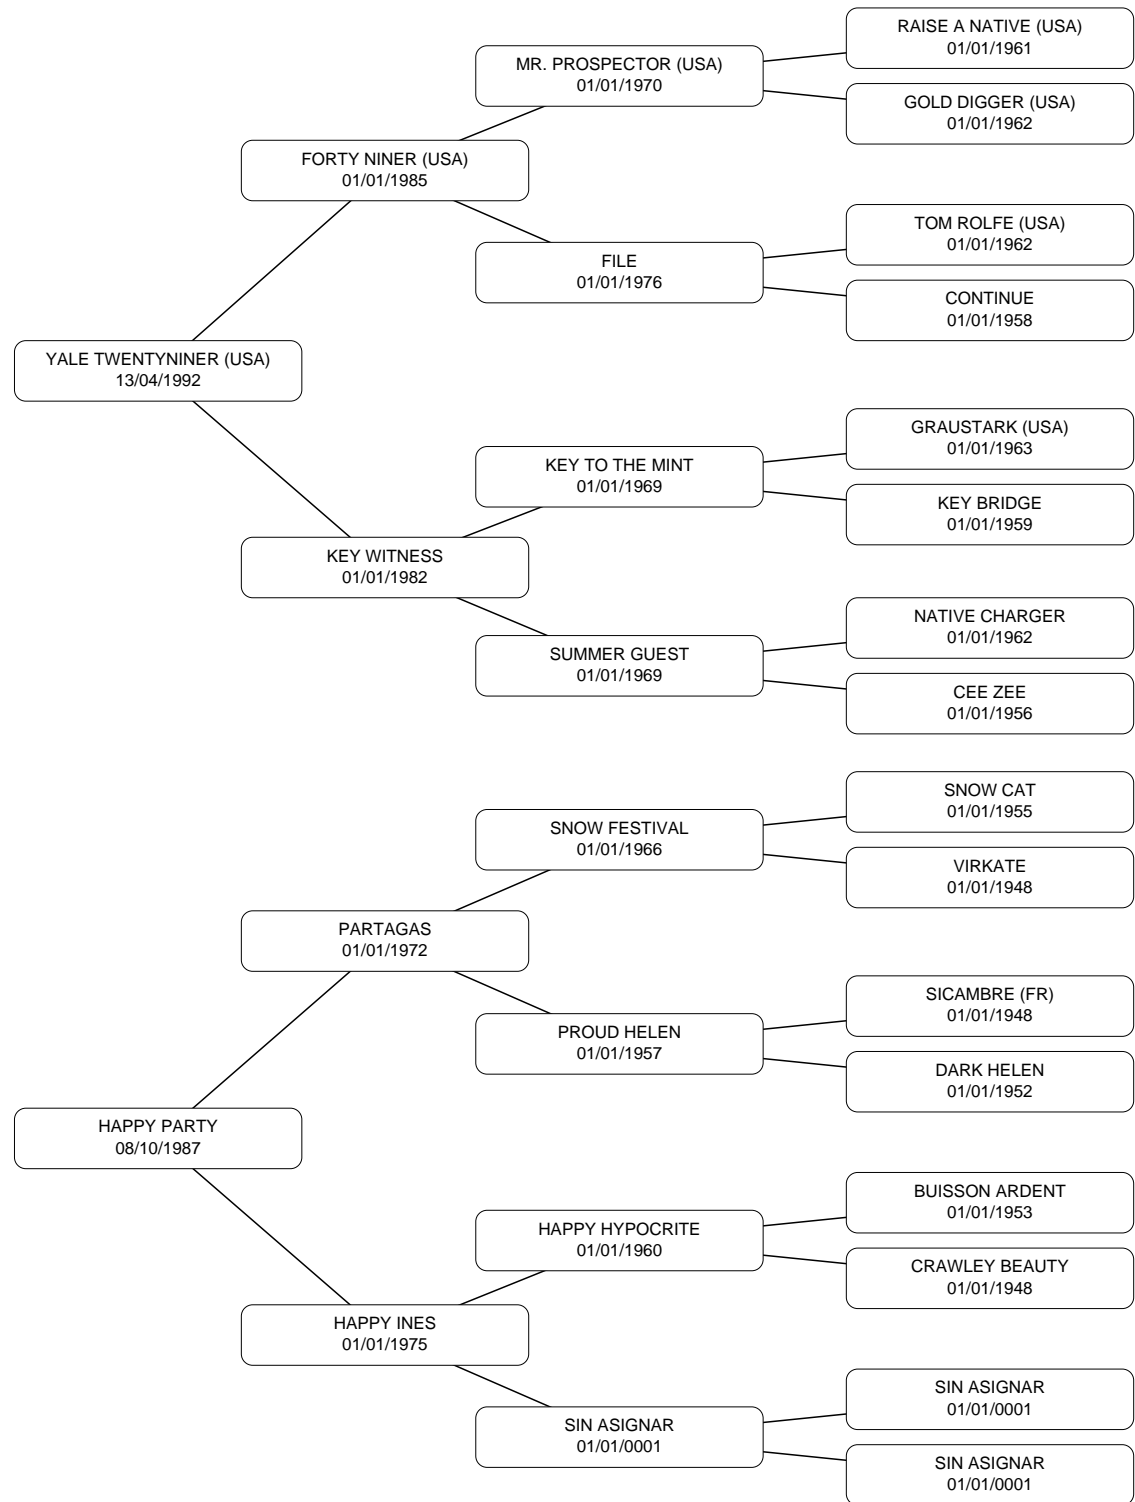 RAISE A NATIVE (USA)
01/01/1961
MR. PROSPECTOR (USA)
01/01/1970
GOLD DIGGER (USA)
01/01/1962
FORTY NINER (USA)
01/01/1985
TOM ROLFE (USA)
01/01/1962
FILE
01/01/1976
CONTINUE
01/01/1958
YALE TWENTYNINER (USA)
13/04/1992
GRAUSTARK (USA)
01/01/1963
KEY TO THE MINT
01/01/1969
KEY BRIDGE
01/01/1959
KEY WITNESS
01/01/1982
NATIVE CHARGER
01/01/1962
SUMMER GUEST
01/01/1969
CEE ZEE
01/01/1956
SNOW CAT
01/01/1955
SNOW FESTIVAL
01/01/1966
VIRKATE
01/01/1948
PARTAGAS
01/01/1972
SICAMBRE (FR)
01/01/1948
PROUD HELEN
01/01/1957
DARK HELEN
01/01/1952
HAPPY PARTY
08/10/1987
BUISSON ARDENT
01/01/1953
HAPPY HYPOCRITE
01/01/1960
CRAWLEY BEAUTY
01/01/1948
HAPPY INES
01/01/1975
SIN ASIGNAR
01/01/0001
SIN ASIGNAR
01/01/0001
SIN ASIGNAR
01/01/0001